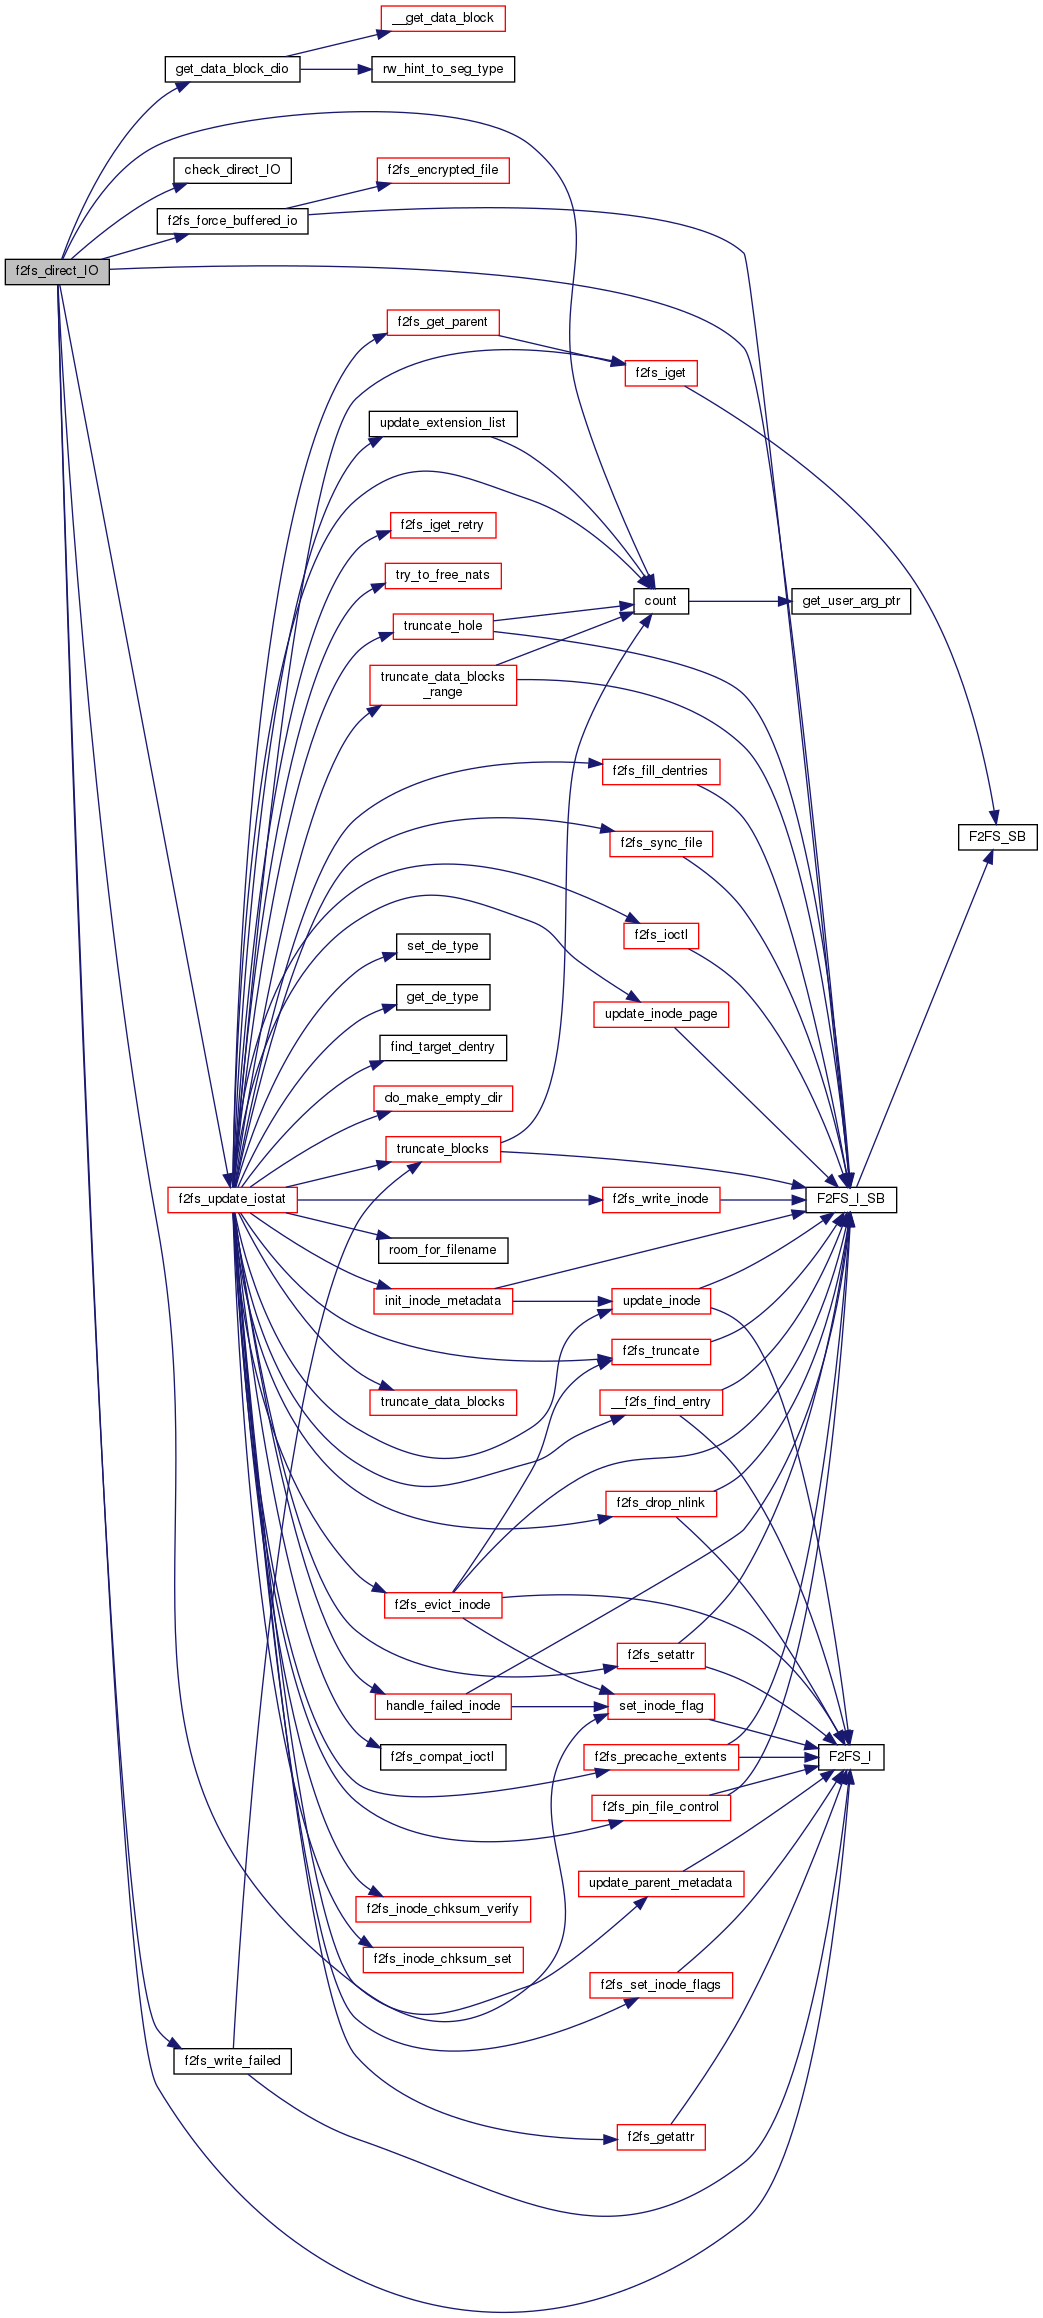 __get_data_block
get_data_block_dio
rw_hint_to_seg_type
check_direct_IO
f2fs_encrypted_file
f2fs_force_buffered_io
f2fs_direct_IO
f2fs_get_parent
f2fs_iget
update_extension_list
f2fs_iget_retry
try_to_free_nats
count
get_user_arg_ptr
truncate_hole
truncate_data_blocks
_range
f2fs_fill_dentries
f2fs_sync_file
F2FS_SB
f2fs_ioctl
set_de_type
get_de_type
update_inode_page
find_target_dentry
do_make_empty_dir
truncate_blocks
f2fs_update_iostat
f2fs_write_inode
F2FS_I_SB
room_for_filename
init_inode_metadata
update_inode
f2fs_truncate
truncate_data_blocks
__f2fs_find_entry
f2fs_drop_nlink
f2fs_evict_inode
f2fs_setattr
handle_failed_inode
set_inode_flag
f2fs_compat_ioctl
f2fs_precache_extents
F2FS_I
f2fs_pin_file_control
update_parent_metadata
f2fs_inode_chksum_verify
f2fs_inode_chksum_set
f2fs_set_inode_flags
f2fs_write_failed
f2fs_getattr